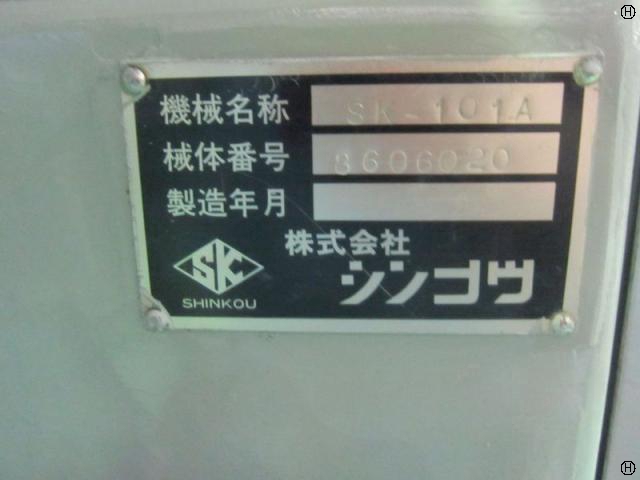 機械名称 SK-101A
械体番号 8606020
製造年月
株式会社
シンコウ
SK
SHINKOU
H
H